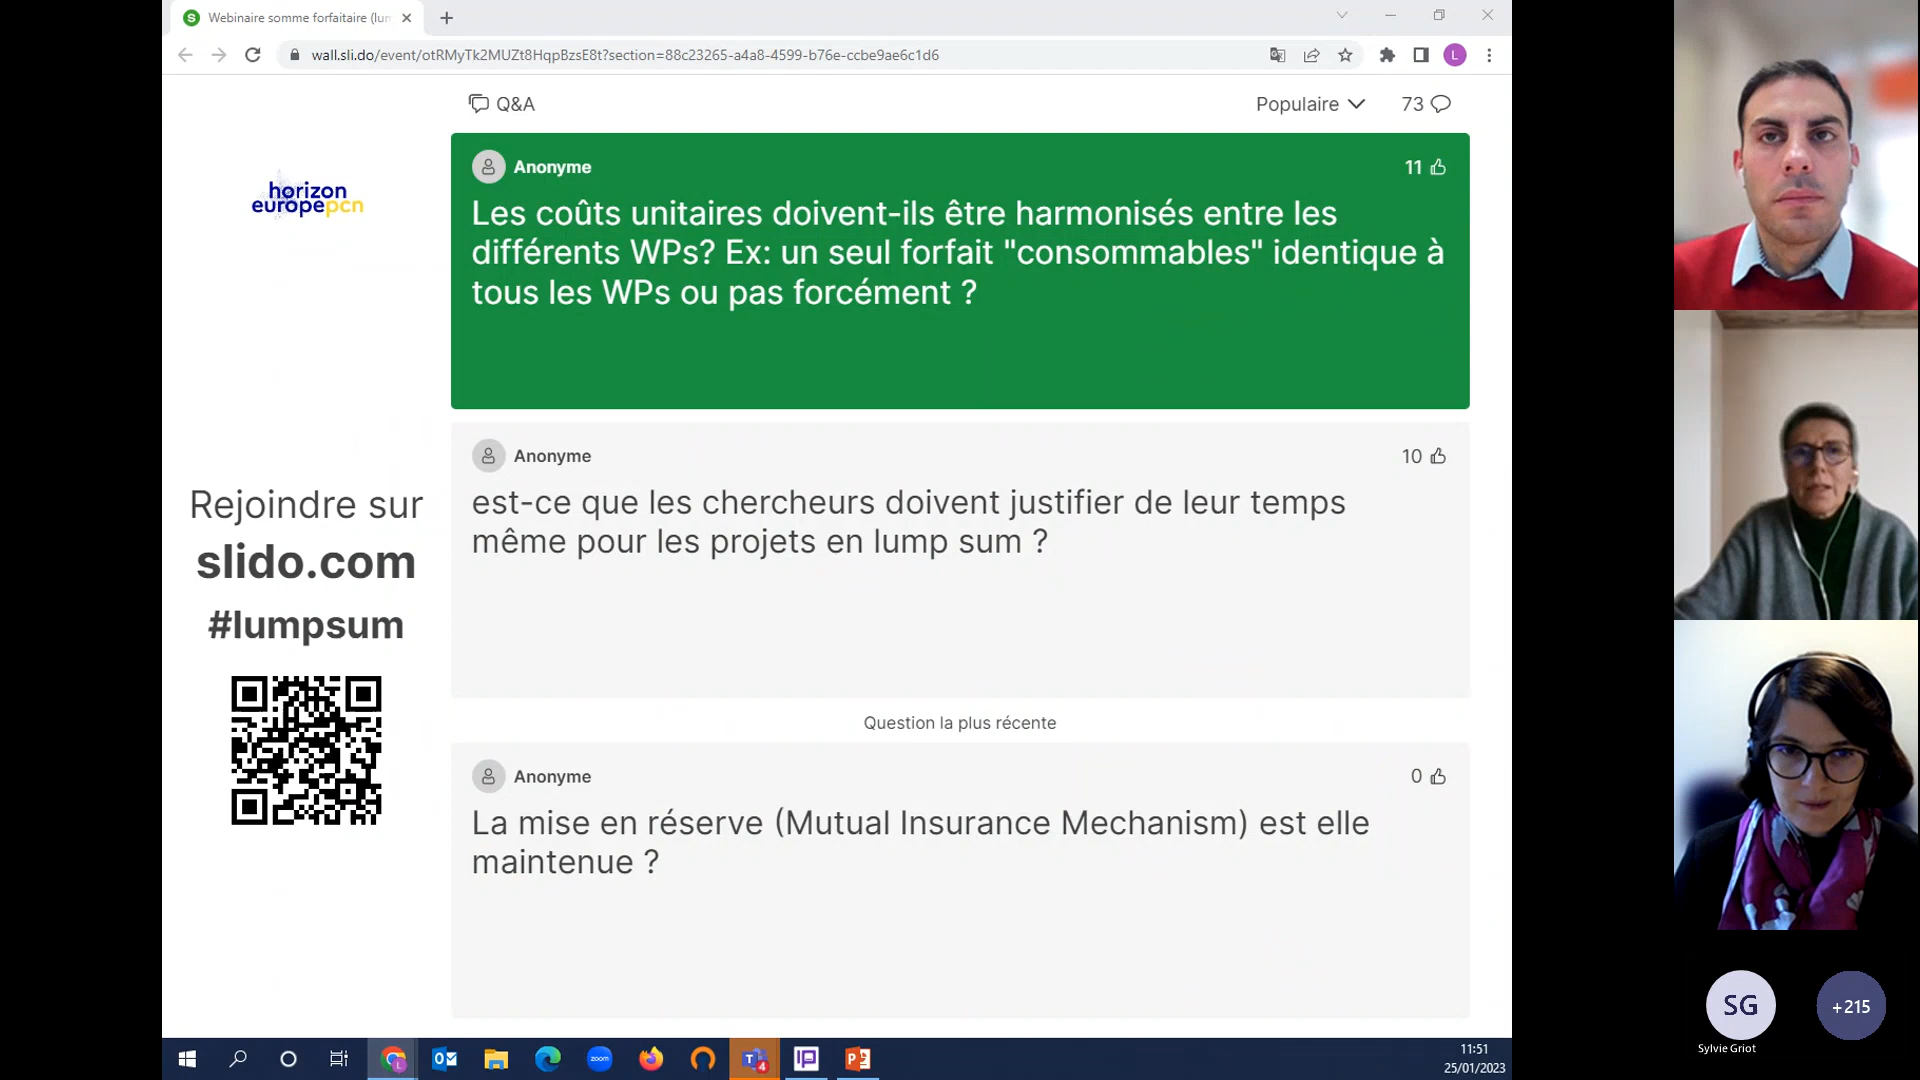 Webinaire somme forfaitaire (lun
wall.sli.do/event/otRMyTk2MUZt8HqpBzsE8t?section=88c23265-a4a8-4599-b76e-ccbe9ae6c1d6
L
Q&A
Populaire
73
horizon
europepcn
Rejoindre sur
slido.com
#lumpsum
Anonyme
11
Les coûts unitaires doivent-ils être harmonisés entre les
différents WPs? Ex: un seul forfait "consommables" identique à
tous les WPs ou pas forcément ?
Anonyme
10
est-ce que les chercheurs doivent justifier de leur temps
même pour les projets en lump sum ?
Question la plus récente
Anonyme
0
La mise en réserve (Mutual Insurance Mechanism) est elle
maintenue ?
SG
+215
Sylvie Griot
zoom
4
11:51
25/01/2023